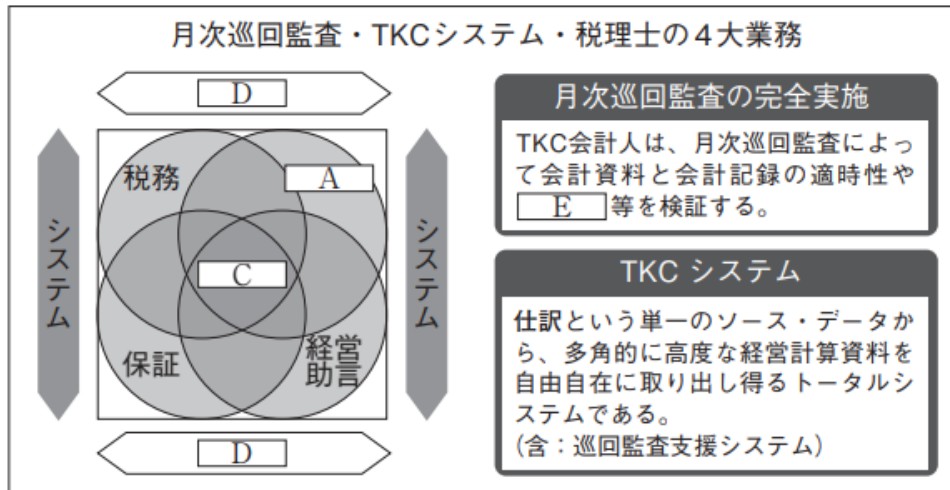 月次巡回監査・TKCシステム・税理士の4大業務
D
システム
税務
A
C
保証
経営
助言
システム
D
月次巡回監査の完全実施
TKC会計人は、月次巡回監査によっ
て会計資料と会計記録の適時性や
E 等を検証する。
TKC システム
仕訳という単一のソース・データか
ら、多角的に高度な経営計算資料を
自由自在に取り出し得るトータルシ
ステムである。
(含：巡回監査支援システム)